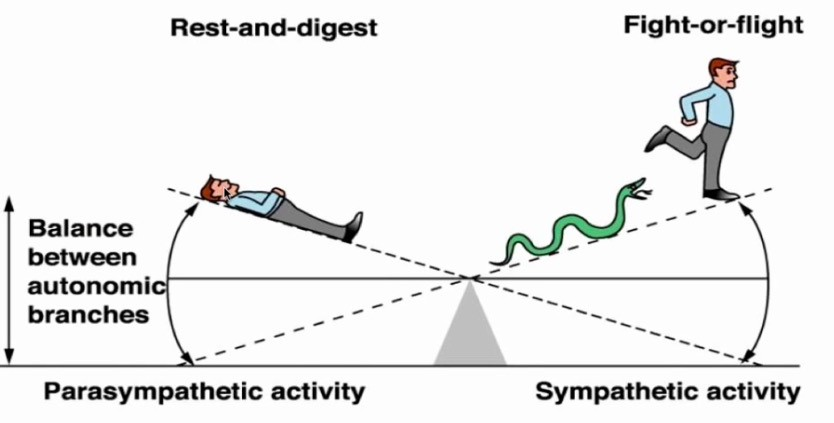 Rest-and-digest
Fight-or-flight
Balance
between
autonomic
branches
Parasympathetic activity
Sympathetic activity